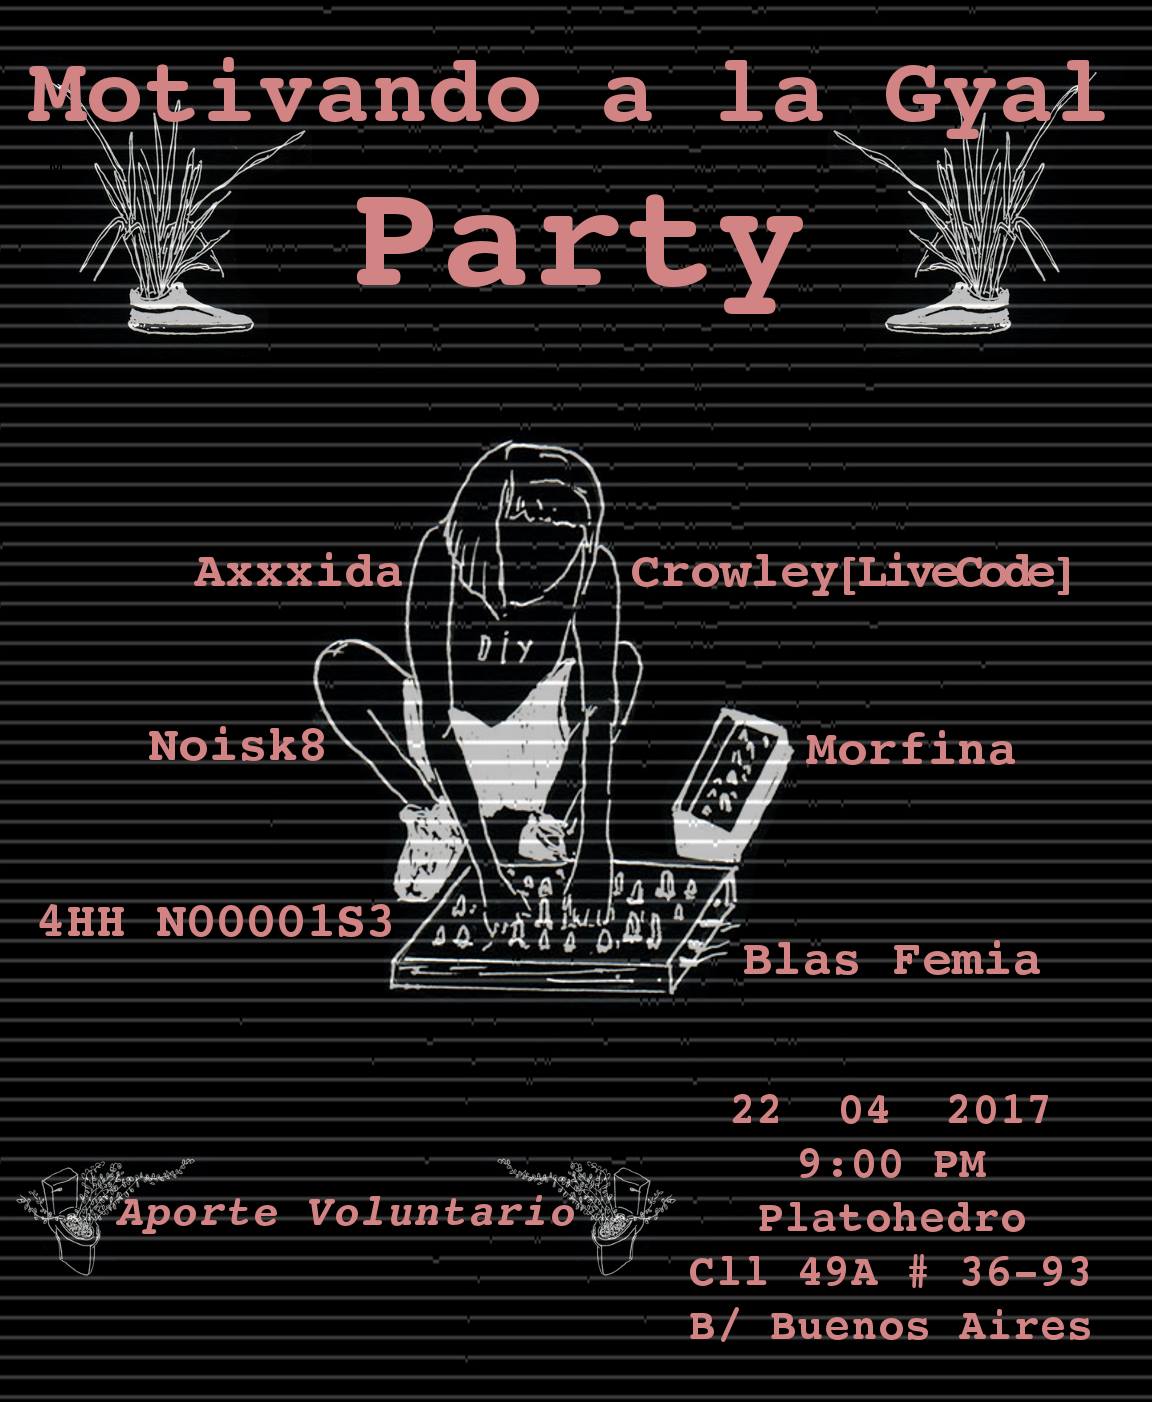 Motivando a la Gyal
Party
Axxxida
Crowley[LiveCode]
DiY
Noisk8
Morfina
4HH N00001S3
Blas Femia
22 04 2017
9:00 PM
Platohedro
Cll 49A # 36-93
B/ Buenos Aires
Aporte Voluntario